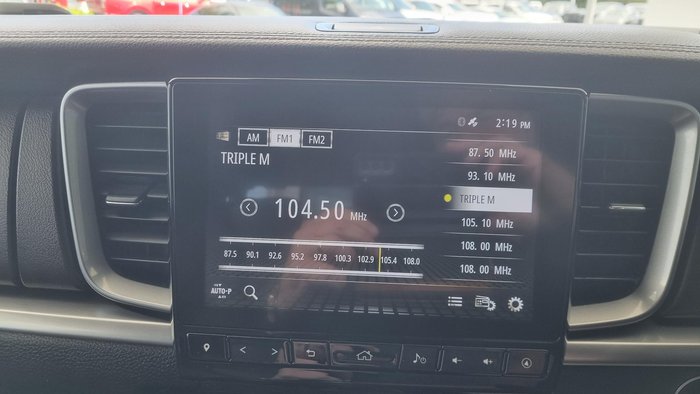 2:19 PM
AM FM1 FM2
TRIPLE M
104.50 MHz
87.5 90.1 92.6 95.2 97.8 100.3 102.9 105.4 108.0
87.50 MHz
93.10 MHz
TRIPLE M
105.10 MHz
108.00 MHz
108.00 MHz
AUTO-P